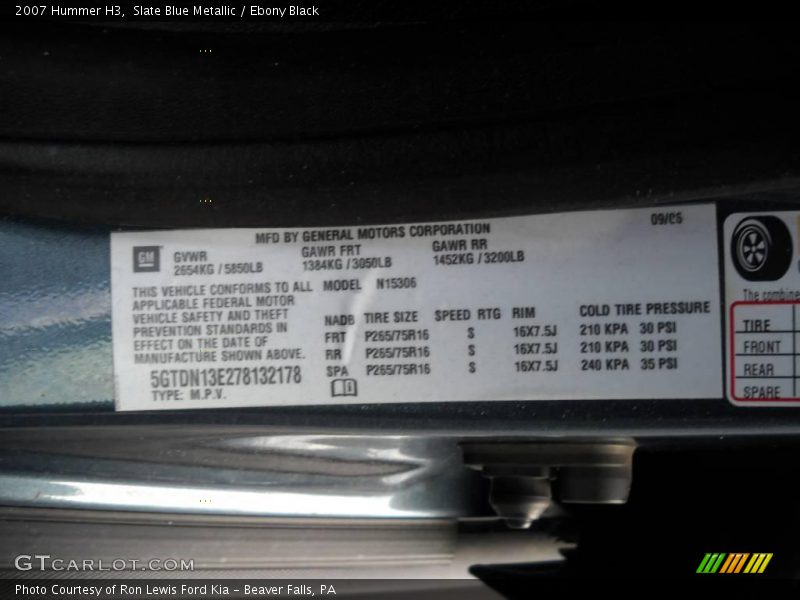 2007 Hummer H3, Slate Blue Metallic / Ebony Black
MFD BY GENERAL MOTORS CORPORATION
09/06
GM
GVWR GAWR FRT GAWR RR
2654KG / 5850LB 1384KG / 3050LB 1452KG / 3200LB
THIS VEHICLE CONFORMS TO ALL
APPLICABLE FEDERAL MOTOR
VEHICLE SAFETY AND THEFT
PREVENTION STANDARDS IN
EFFECT ON THE DATE OF
MANUFACTURE SHOWN ABOVE.
5GTDN13E278132178
TYPE: M.P.V.
MODEL N15306
NADB TIRE SIZE SPEED RTG RIM COLD TIRE PRESSURE
FRT P265/75R16 S 16X7.5J 210 KPA 30 PSI
RR P265/75R16 S 16X7.5J 210 KPA 30 PSI
SPA P265/75R16 S 16X7.5J 240 KPA 35 PSI
The combined
TIRE
FRONT
REAR
SPARE
GTCARLOT.COM
Photo Courtesy of Ron Lewis Ford Kia - Beaver Falls, PA